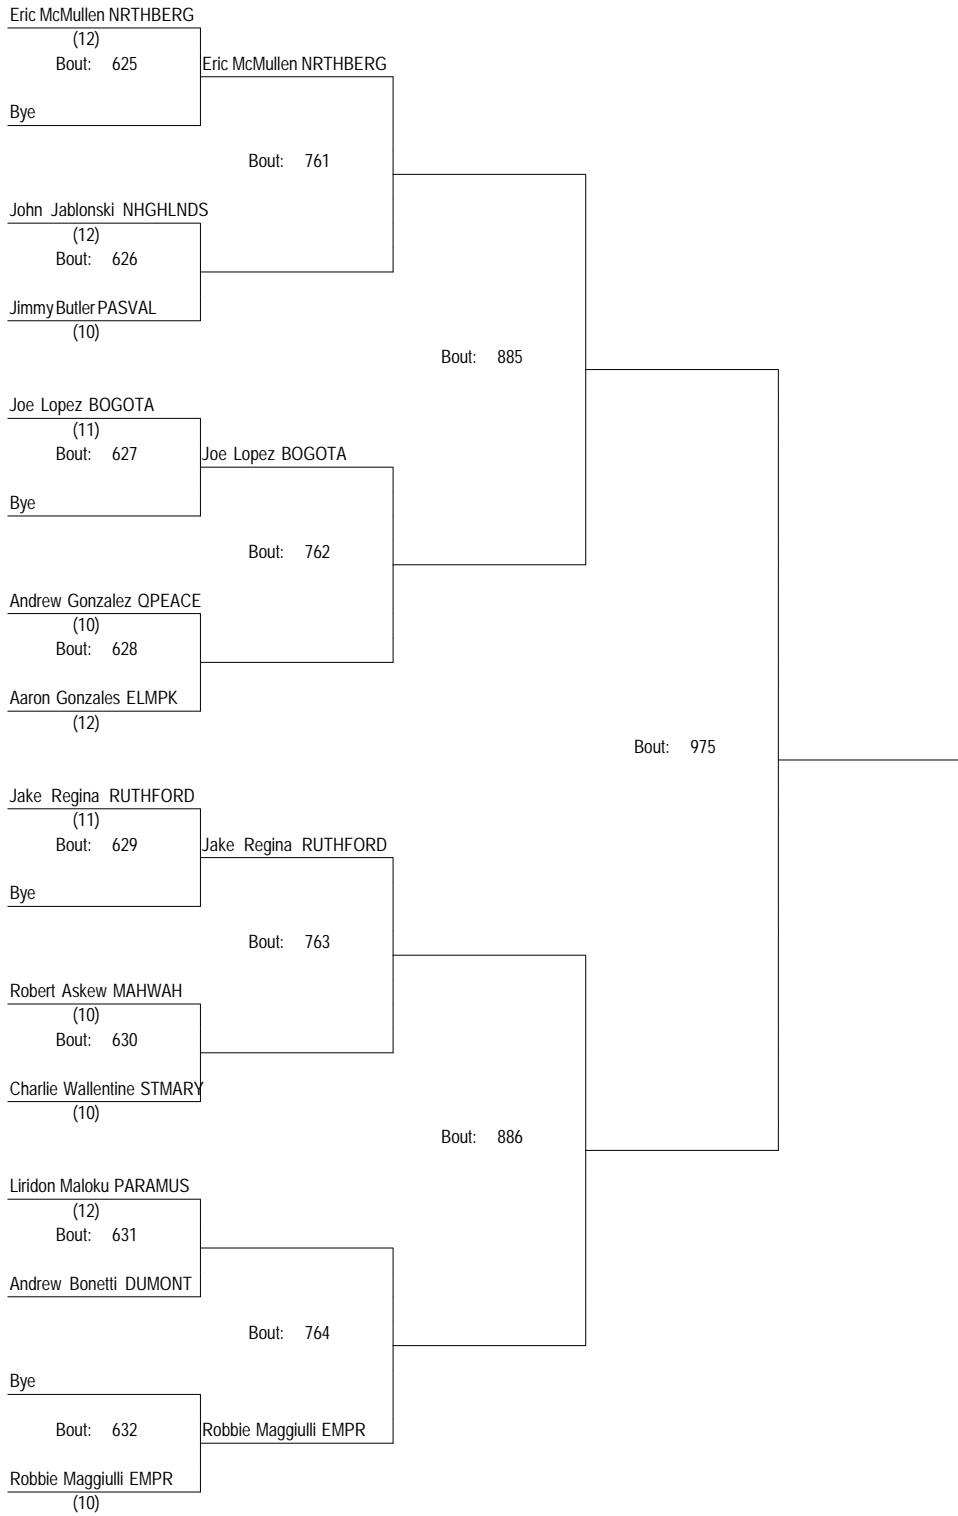 Eric McMullen NRTHBERG
(12)
Bout: 625
Eric McMullen NRTHBERG
Bye
Bout: 761
John Jablonski NHGHLNDS
(12)
Bout: 626
Jimmy Butler PASVAL
(10)
Bout: 885
Joe Lopez BOGOTA
(11)
Bout: 627
Joe Lopez BOGOTA
Bye
Bout: 762
Andrew Gonzalez QPEACE
(10)
Bout: 628
Aaron Gonzales ELMPK
(12)
Bout: 975
Jake Regina RUTHFORD
(11)
Bout: 629
Jake Regina RUTHFORD
Bye
Bout: 763
Robert Askew MAHWAH
(10)
Bout: 630
Charlie Wallentine STMARY
(10)
Bout: 886
Liridon Maloku PARAMUS
(12)
Bout: 631
Andrew Bonetti DUMONT
Bout: 764
Bye
Bout: 632
Robbie Maggiulli EMPR
Robbie Maggiulli EMPR
(10)